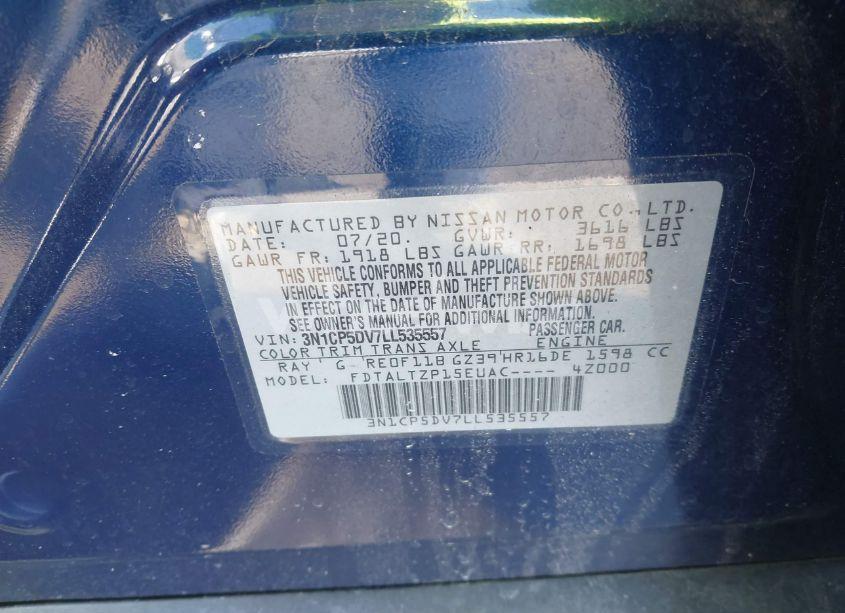 MANUFACTURED BY NISSAN MOTOR CO., LTD.
DATE: 07/20. GVWR: 3616 LBS
GAWR FR: 1918 LBS GAWR RR: 1698 LBS
THIS VEHICLE CONFORMS TO ALL APPLICABLE FEDERAL MOTOR
VEHICLE SAFETY, BUMPER AND THEFT PREVENTION STANDARDS
IN EFFECT ON THE DATE OF MANUFACTURE SHOWN ABOVE.
SEE OWNER'S MANUAL FOR ADDITIONAL INFORMATION.
VIN: 3N1CP5DV7LL535557 PASSENGER CAR.
COLOR TRIM TRANS AXLE ENGINE
RAY G RE0F11B GZ39 HR16DE 1598 CC
MODEL: FDTALTZP15EUAC---- 4Z000
3N1CP5DV7LL535557